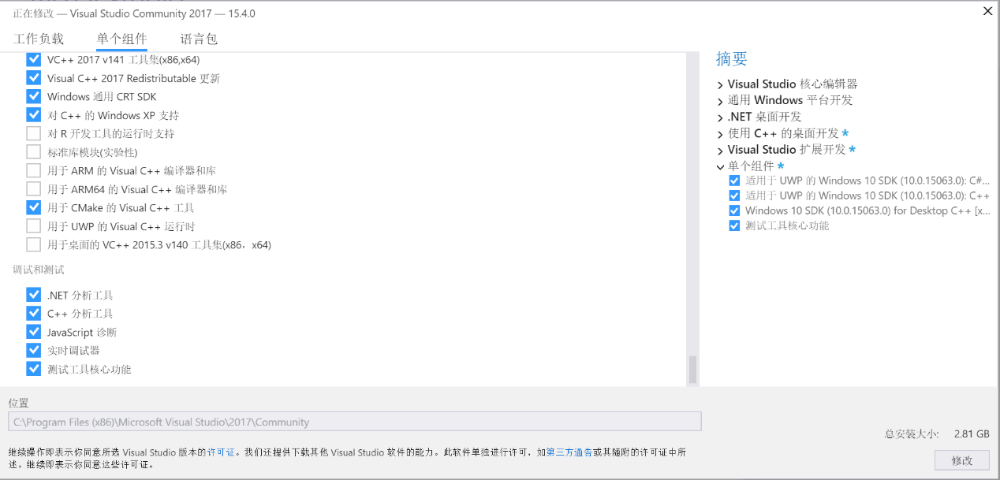 正在修改 — Visual Studio Community 2017 — 15.4.0
工作负载 单个组件 语言包
VC++ 2017 v141 工具集(x86,x64)
Visual C++ 2017 Redistributable 更新
Windows 通用 CRT SDK
对 C++ 的 Windows XP 支持
对 R 开发工具的运行时支持
标准库模块(实验性)
用于 ARM 的 Visual C++ 编译器和库
用于 ARM64 的 Visual C++ 编译器和库
用于 CMake 的 Visual C++ 工具
用于 UWP 的 Visual C++ 运行时
用于桌面的 VC++ 2015.3 v140 工具集(x86，x64)
调试和测试
.NET 分析工具
C++ 分析工具
JavaScript 诊断
实时调试器
测试工具核心功能
摘要
Visual Studio 核心编辑器
通用 Windows 平台开发
.NET 桌面开发
使用 C++ 的桌面开发 *
Visual Studio 扩展开发 *
单个组件 *
适用于 UWP 的 Windows 10 SDK (10.0.15063.0): C#...
适用于 UWP 的 Windows 10 SDK (10.0.15063.0): C++
Windows 10 SDK (10.0.15063.0) for Desktop C++ [x...
测试工具核心功能
位置
C:\Program Files (x86)\Microsoft Visual Studio\2017\Community
总安装大小: 2.81 GB
继续操作即表示你同意所选 Visual Studio 版本的许可证。我们还提供下载其他 Visual Studio 软件的能力。此软件单独进行许可，如第三方通告或其随附的许可证中所
述。继续即表示你同意这些许可证。
修改